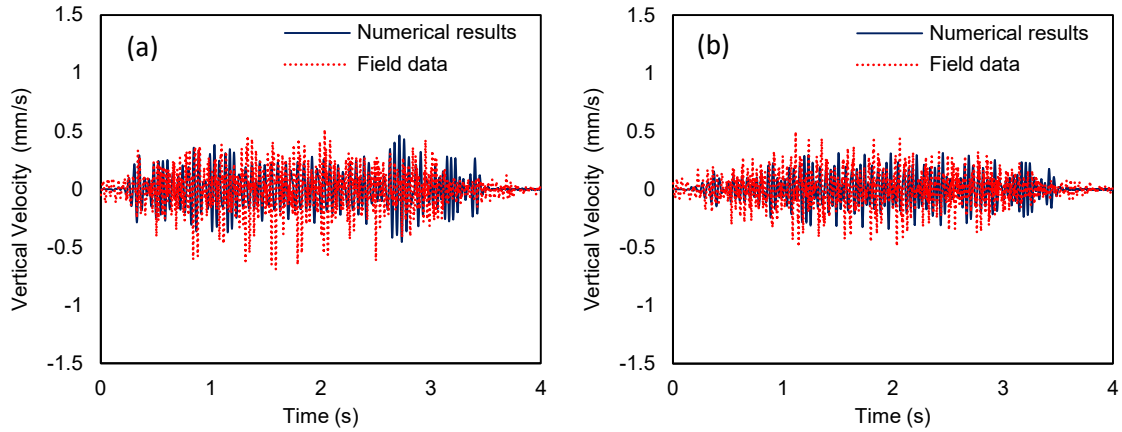 (a)
Numerical results
Field data
1.5
1
0.5
0
-0.5
-1
-1.5
Vertical Velocity (mm/s)
0 1 2 3 4
Time (s)
(b)
Numerical results
Field data
1.5
1
0.5
0
-0.5
-1
-1.5
Vertical Velocity (mm/s)
0 1 2 3 4
Time (s)